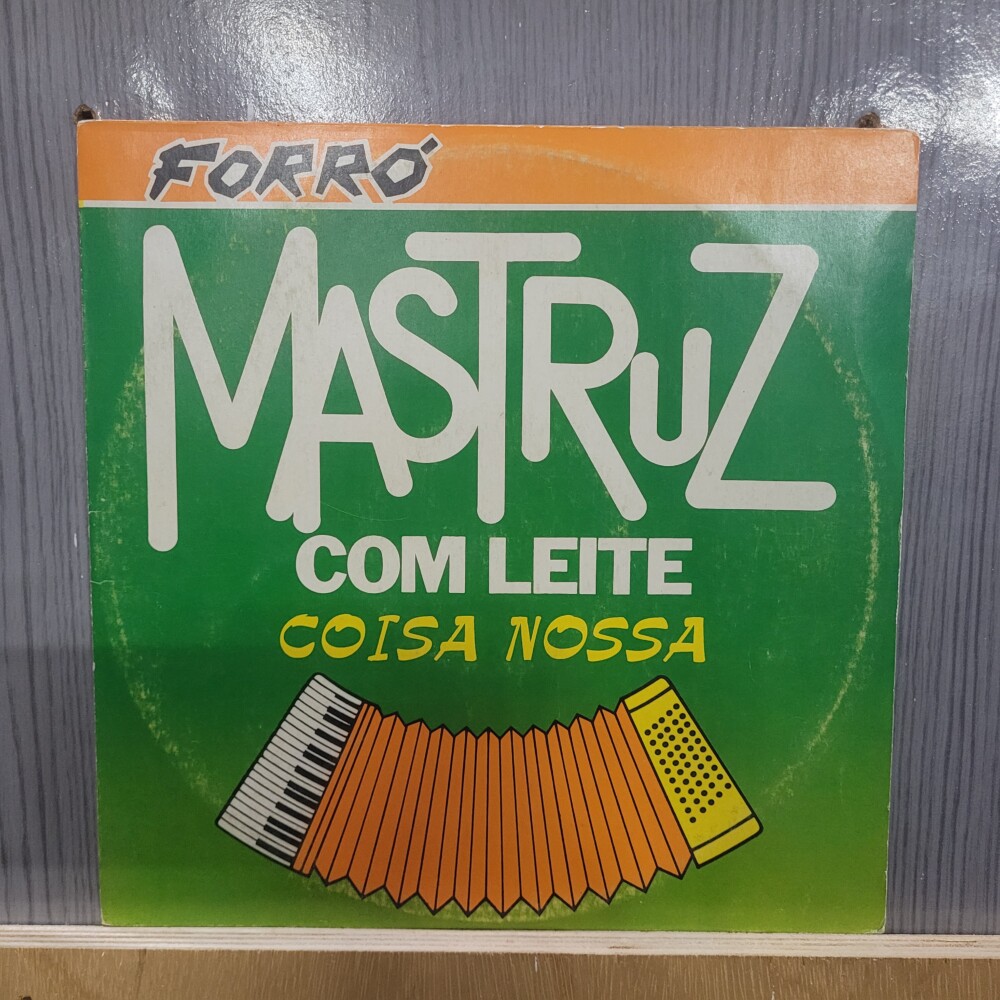 FORRÓ
MASTRUZ
COM LEITE
COISA NOSSA